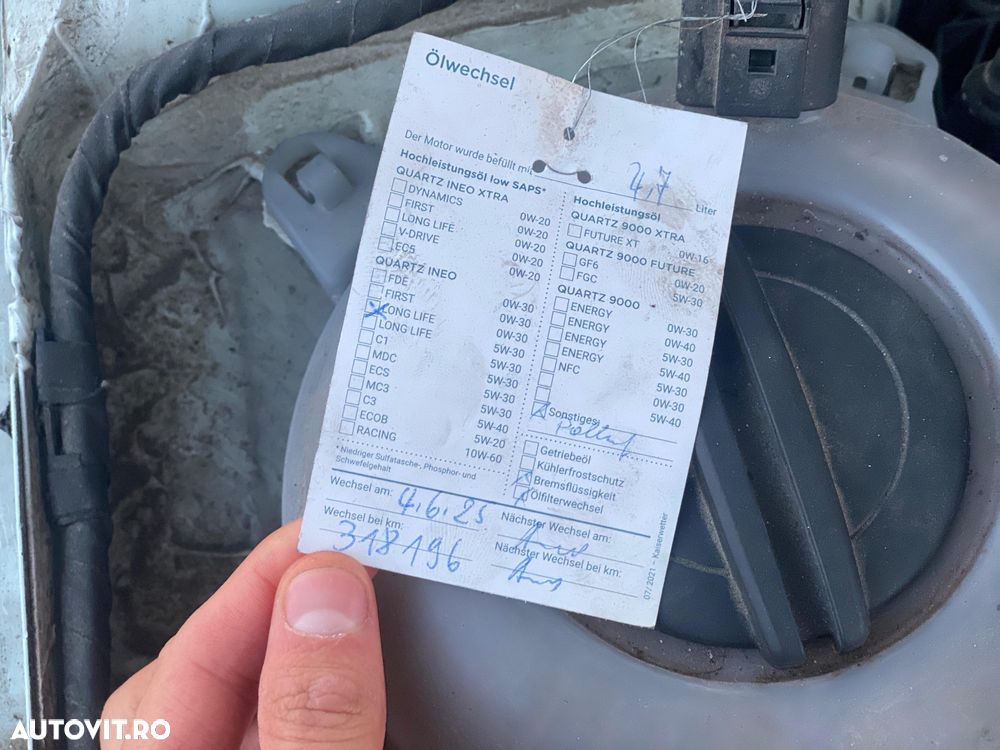 Ölwechsel
Der Motor wurde befüllt mit
4,7 Liter
Hochleistungsöl low SAPS*
QUARTZ INEO XTRA
DYNAMICS 0W-20
FIRST 0W-20
LONG LIFE 0W-20
V-DRIVE 0W-20
EC5 0W-20
QUARTZ INEO
FDE 0W-30
FIRST 0W-30
LONG LIFE 0W-30
LONG LIFE 5W-30
C1 5W-30
MDC 5W-30
ECS 5W-30
MC3 5W-30
C3 5W-40
ECOB 5W-20
RACING 10W-60
* Niedriger Sulfatasche-, Phosphor- und
Schwefelgehalt
Hochleistungsöl
QUARTZ 9000 XTRA
FUTURE XT 0W-16
QUARTZ 9000 FUTURE
GF6 0W-20
FGC 5W-30
QUARTZ 9000
ENERGY 0W-30
ENERGY 0W-40
ENERGY 5W-30
ENERGY 5W-40
NFC
0W-30
5W-40
Sonstiges:
Getriebeöl
Kühlerfrostschutz
Bremsflüssigkeit
Ölfilterwechsel
Wechsel am: 4.6.25
Nächster Wechsel am:
Wechsel bei km: 318196
Nächster Wechsel bei km:
07/2021 – Kaiserwetter
AUTOVIT.RO